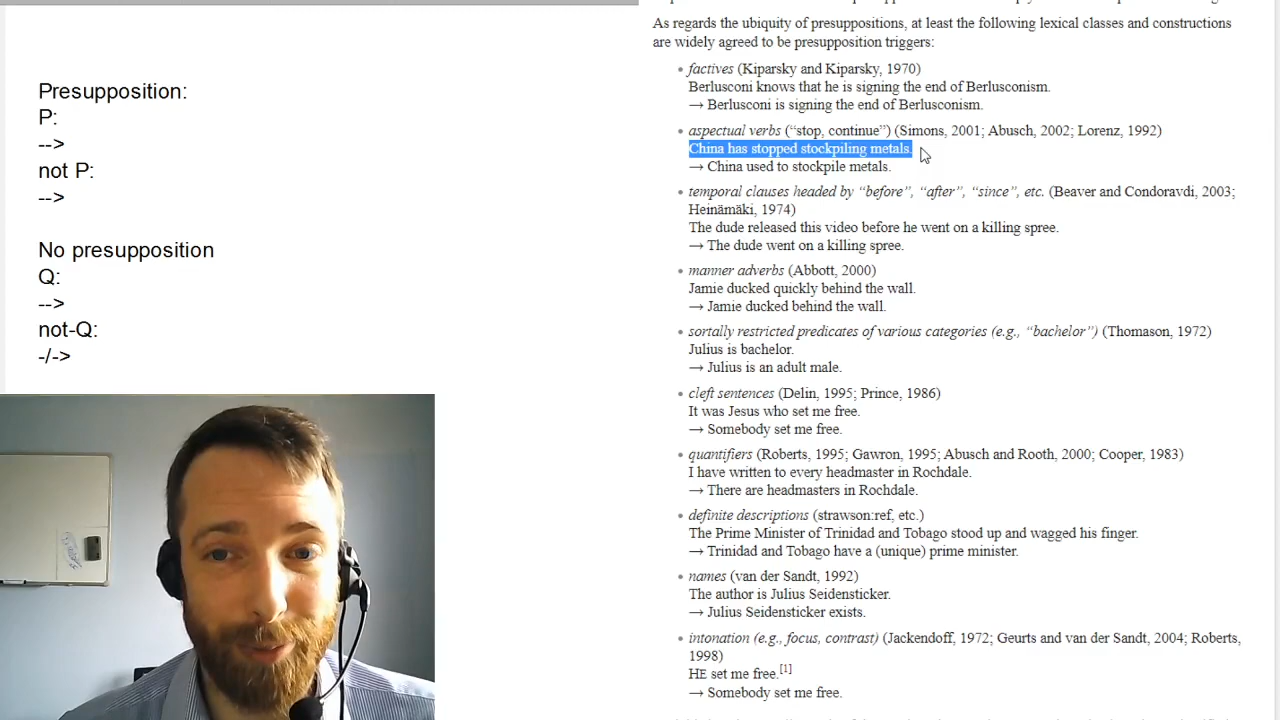 Presupposition:
P:
-->
not P:
-->
No presupposition
Q:
-->
not-Q:
-/->
As regards the ubiquity of presuppositions, at least the following lexical classes and constructions
are widely agreed to be presupposition triggers:
• factives (Kiparsky and Kiparsky, 1970)
Berlusconi knows that he is signing the end of Berlusconism.
→ Berlusconi is signing the end of Berlusconism.
• aspectual verbs (“stop, continue”) (Simons, 2001; Abusch, 2002; Lorenz, 1992)
China has stopped stockpiling metals.
→ China used to stockpile metals.
• temporal clauses headed by “before”, “after”, “since”, etc. (Beaver and Condoravdi, 2003;
Heinämäki, 1974)
The dude released this video before he went on a killing spree.
→ The dude went on a killing spree.
• manner adverbs (Abbott, 2000)
Jamie ducked quickly behind the wall.
→ Jamie ducked behind the wall.
• sortally restricted predicates of various categories (e.g., “bachelor”) (Thomason, 1972)
Julius is bachelor.
→ Julius is an adult male.
• cleft sentences (Delin, 1995; Prince, 1986)
It was Jesus who set me free.
→ Somebody set me free.
• quantifiers (Roberts, 1995; Gawron, 1995; Abusch and Rooth, 2000; Cooper, 1983)
I have written to every headmaster in Rochdale.
→ There are headmasters in Rochdale.
• definite descriptions (strawson:ref, etc.)
The Prime Minister of Trinidad and Tobago stood up and wagged his finger.
→ Trinidad and Tobago have a (unique) prime minister.
• names (van der Sandt, 1992)
The author is Julius Seidensticker.
→ Julius Seidensticker exists.
• intonation (e.g., focus, contrast) (Jackendoff, 1972; Geurts and van der Sandt, 2004; Roberts,
1998)
HE set me free.[1]
→ Somebody set me free.